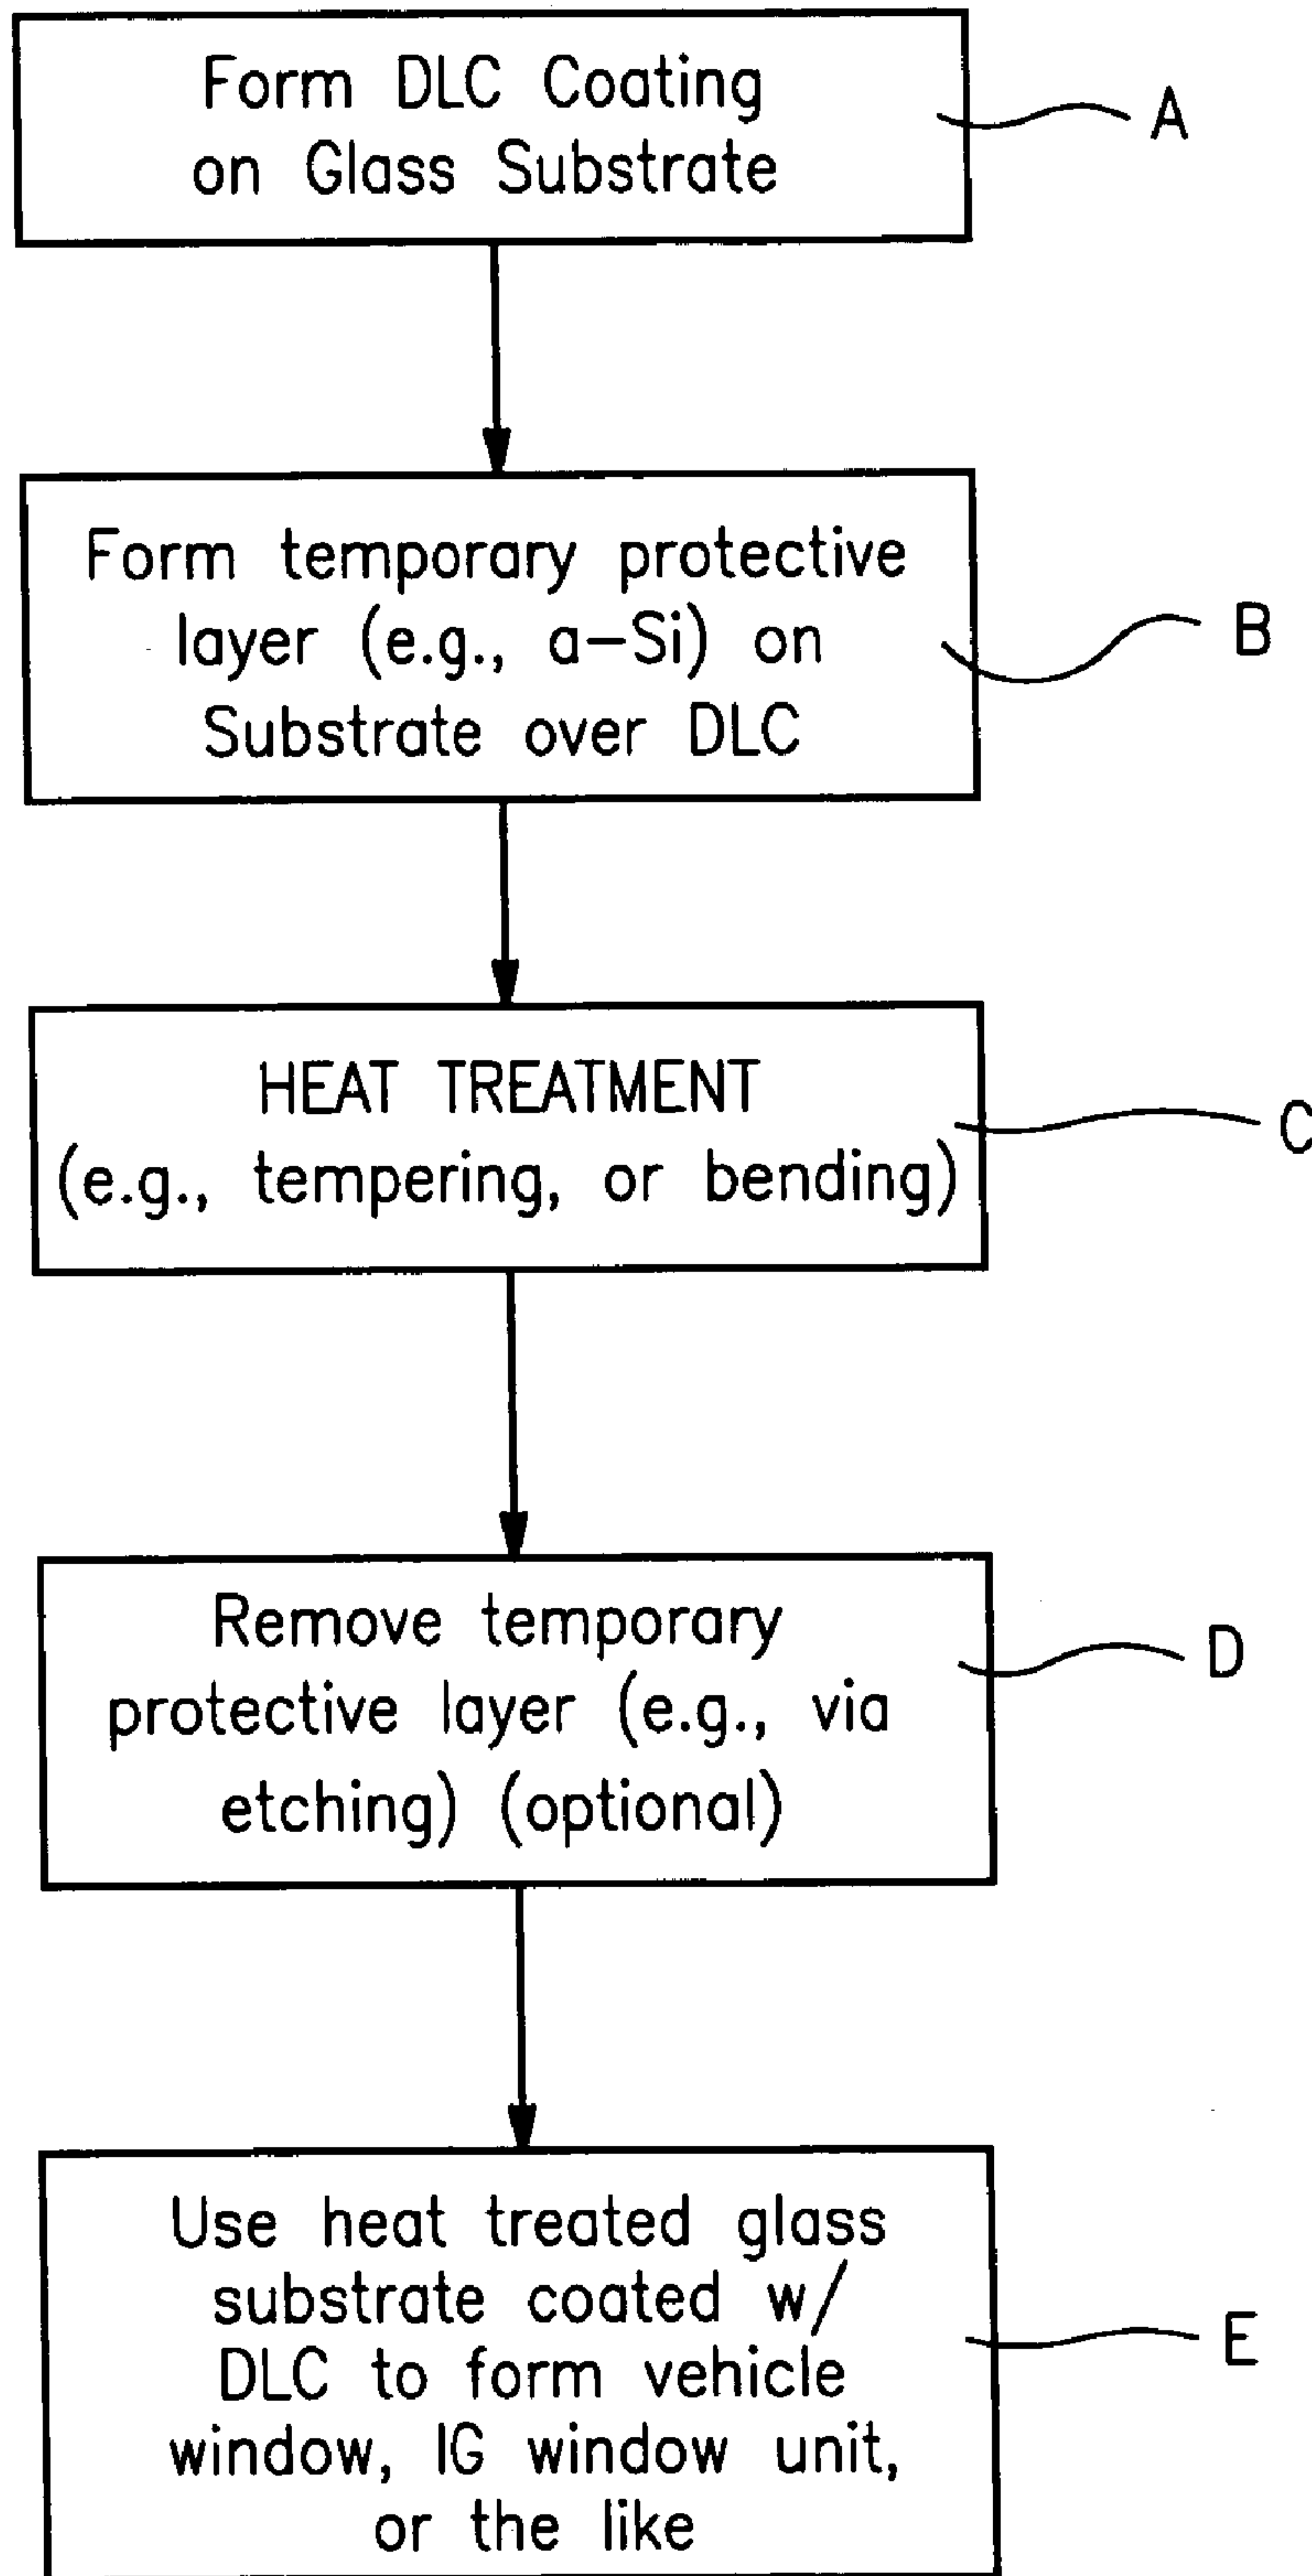 Form DLC Coating
on Glass Substrate
A
Form temporary protective
layer (e.g., a-Si) on
Substrate over DLC
B
HEAT TREATMENT
(e.g., tempering, or bending)
C
Remove temporary
protective layer (e.g., via
etching) (optional)
D
Use heat treated glass
substrate coated w/
DLC to form vehicle
window, IG window unit,
or the like
E